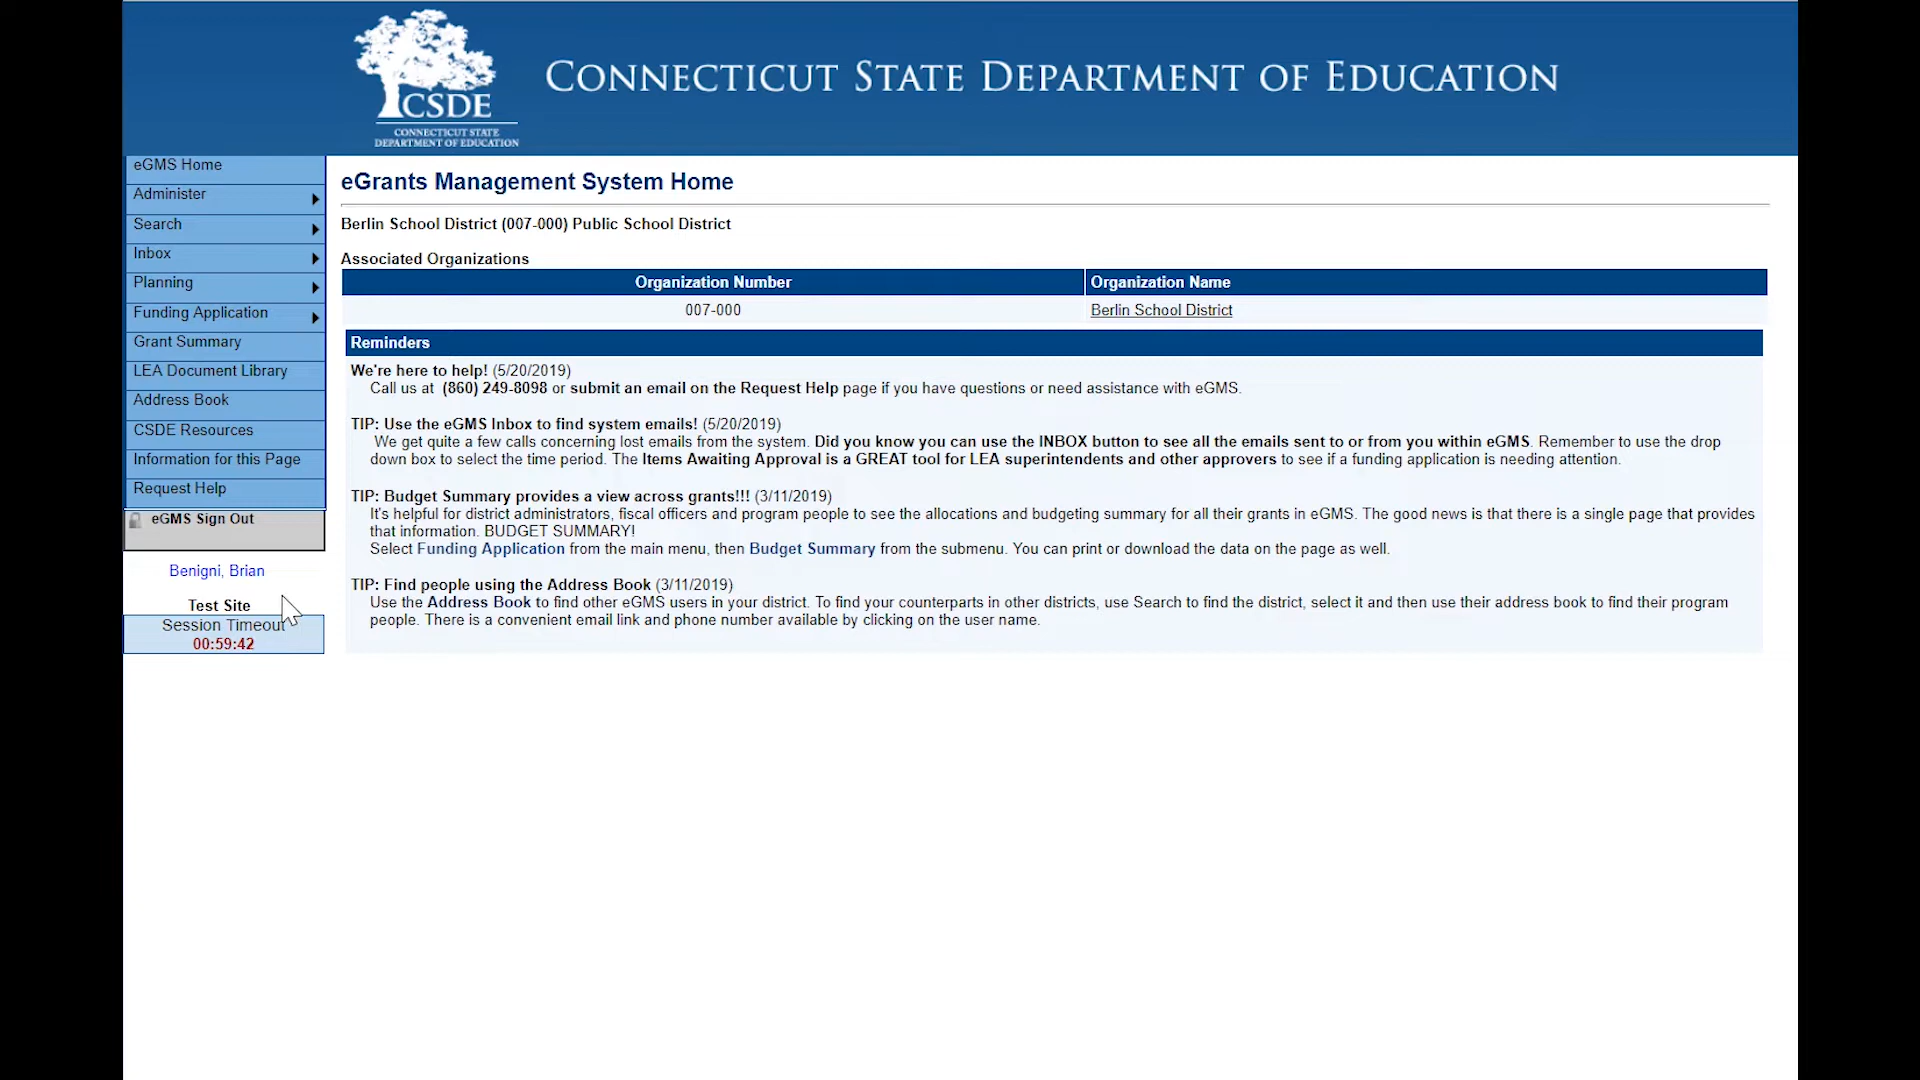 CSDE
CONNECTICUT STATE
DEPARTMENT OF EDUCATION
CONNECTICUT STATE DEPARTMENT OF EDUCATION
eGMS Home
Administer
Search
Inbox
Planning
Funding Application
Grant Summary
LEA Document Library
Address Book
CSDE Resources
Information for this Page
Request Help
eGMS Sign Out
Benigni, Brian
Test Site
Session Timeout
00:59:42
eGrants Management System Home
Berlin School District (007-000) Public School District
Associated Organizations
Organization Number Organization Name
007-000 Berlin School District
Reminders
We're here to help! (5/20/2019)
Call us at (860) 249-8098 or submit an email on the Request Help page if you have questions or need assistance with eGMS.
TIP: Use the eGMS Inbox to find system emails! (5/20/2019)
We get quite a few calls concerning lost emails from the system. Did you know you can use the INBOX button to see all the emails sent to or from you within eGMS. Remember to use the drop
down box to select the time period. The Items Awaiting Approval is a GREAT tool for LEA superintendents and other approvers to see if a funding application is needing attention.
TIP: Budget Summary provides a view across grants!!! (3/11/2019)
It's helpful for district administrators, fiscal officers and program people to see the allocations and budgeting summary for all their grants in eGMS. The good news is that there is a single page that provides
that information. BUDGET SUMMARY!
Select Funding Application from the main menu, then Budget Summary from the submenu. You can print or download the data on the page as well.
TIP: Find people using the Address Book (3/11/2019)
Use the Address Book to find other eGMS users in your district. To find your counterparts in other districts, use Search to find the district, select it and then use their address book to find their program
people. There is a convenient email link and phone number available by clicking on the user name.